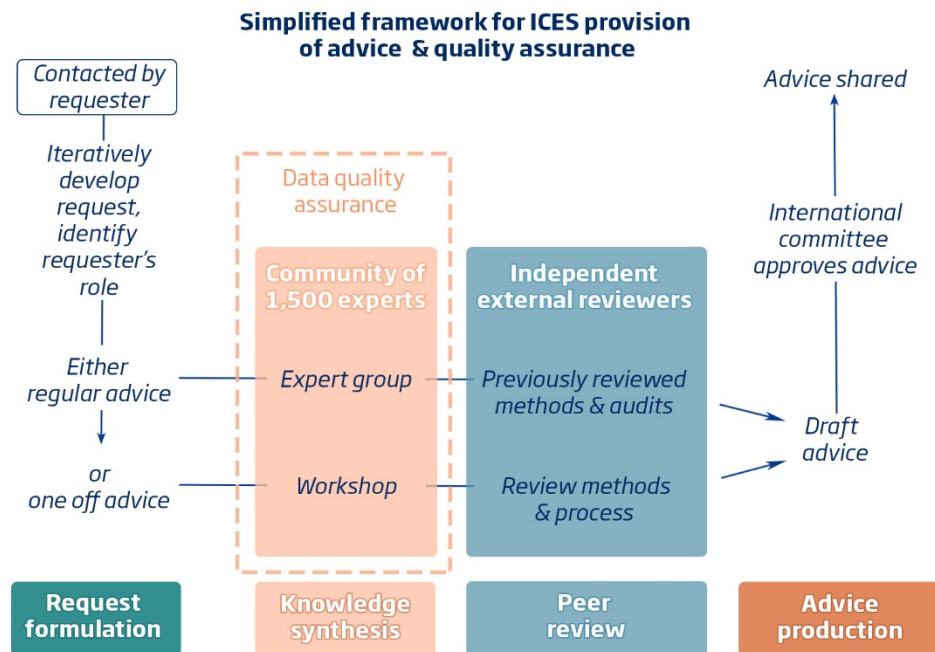 Simplified framework for ICES provision
of advice & quality assurance
Contacted by
requester
Iteratively
develop
request,
identify
requester's
role
Either
regular advice
or
one off advice
Data quality
assurance
Community of
1,500 experts
Expert group
Workshop
Independent
external reviewers
Previously reviewed
methods & audits
Review methods
& process
Advice shared
International
committee
approves advice
Draft
advice
Request
formulation
Knowledge
synthesis
Peer
review
Advice
production